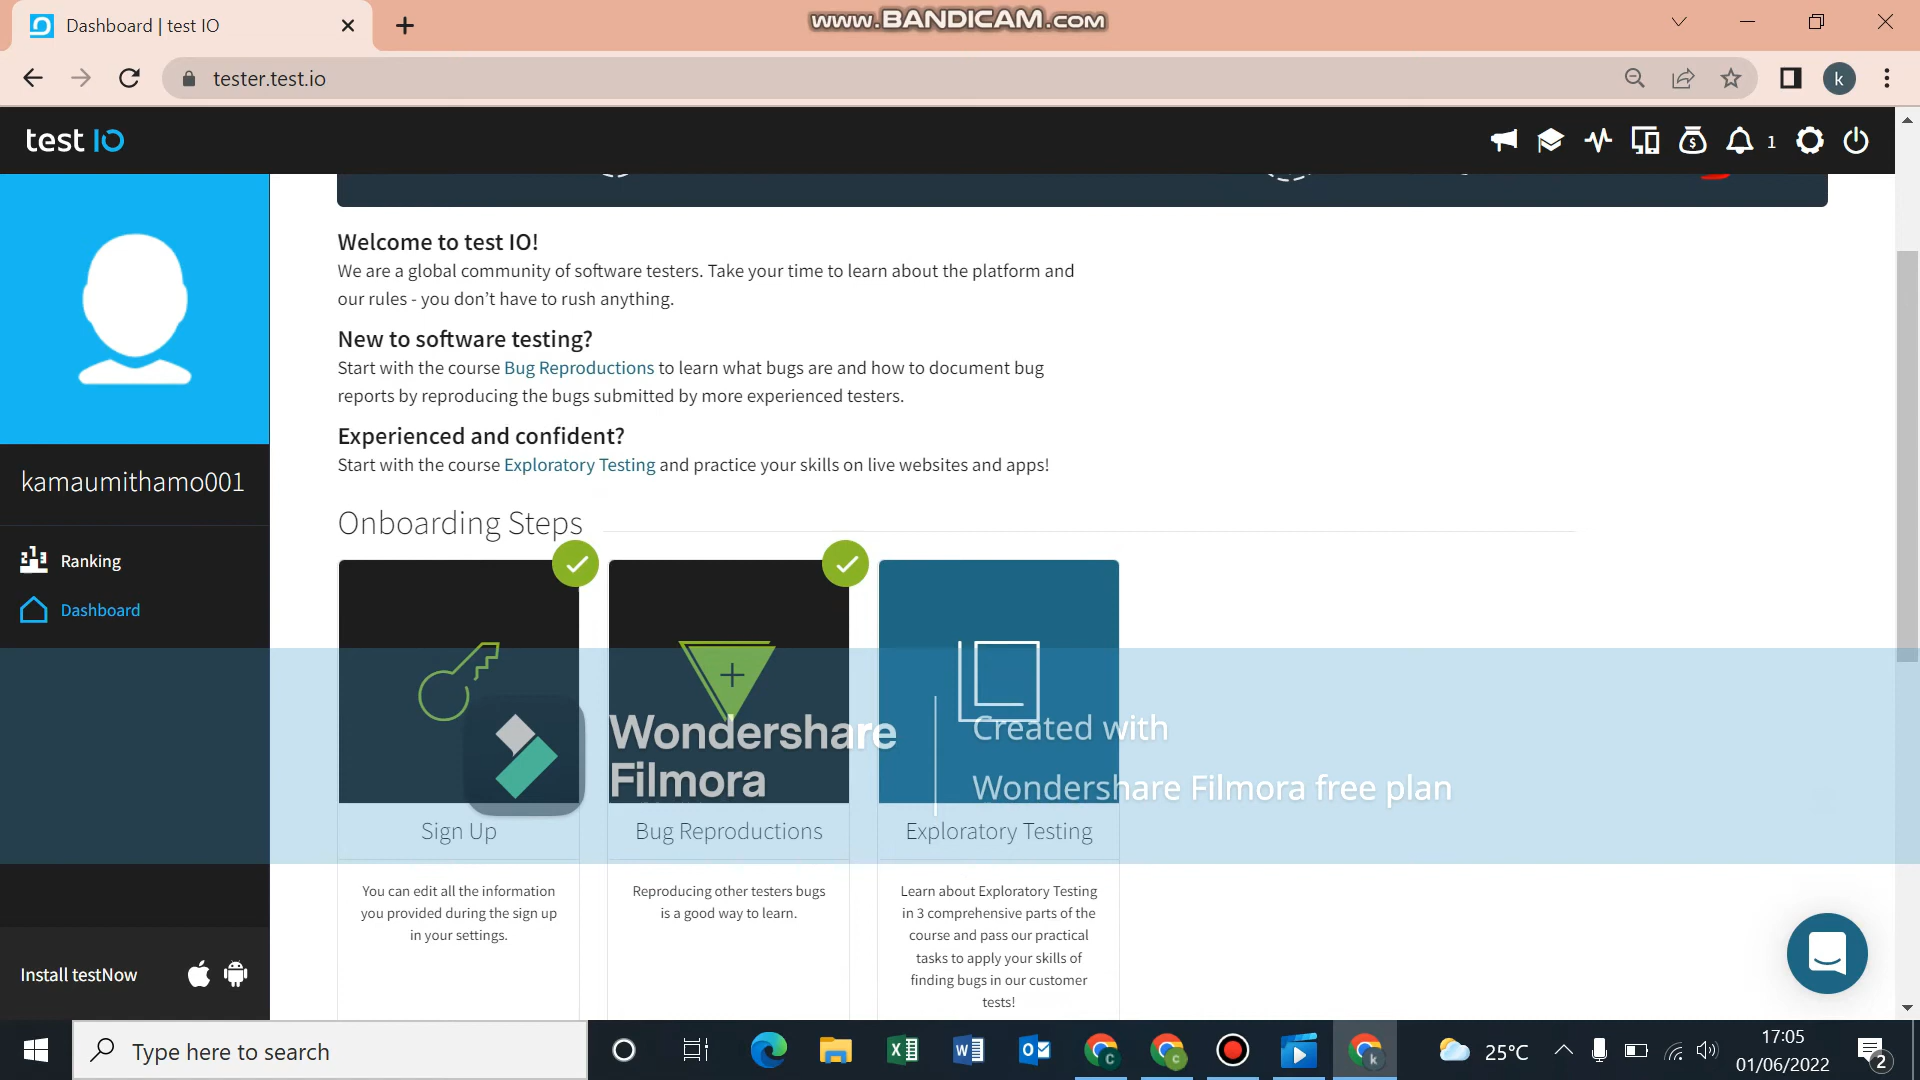 Dashboard | test IO
www.BANDICAM.com
tester.test.io
k
test IO
1
Welcome to test IO!
We are a global community of software testers. Take your time to learn about the platform and
our rules - you don't have to rush anything.
New to software testing?
Start with the course Bug Reproductions to learn what bugs are and how to document bug
reports by reproducing the bugs submitted by more experienced testers.
Experienced and confident?
Start with the course Exploratory Testing and practice your skills on live websites and apps!
kamaumithamo001
Ranking
Dashboard
Onboarding Steps
Wondershare
Filmora
Created with
Wondershare Filmora free plan
Sign Up
Bug Reproductions
Exploratory Testing
You can edit all the information
you provided during the sign up
in your settings.
Reproducing other testers bugs
is a good way to learn.
Learn about Exploratory Testing
in 3 comprehensive parts of the
course and pass our practical
tasks to apply your skills of
finding bugs in our customer
tests!
Install testNow
Type here to search
25°C
17:05
01/06/2022
2